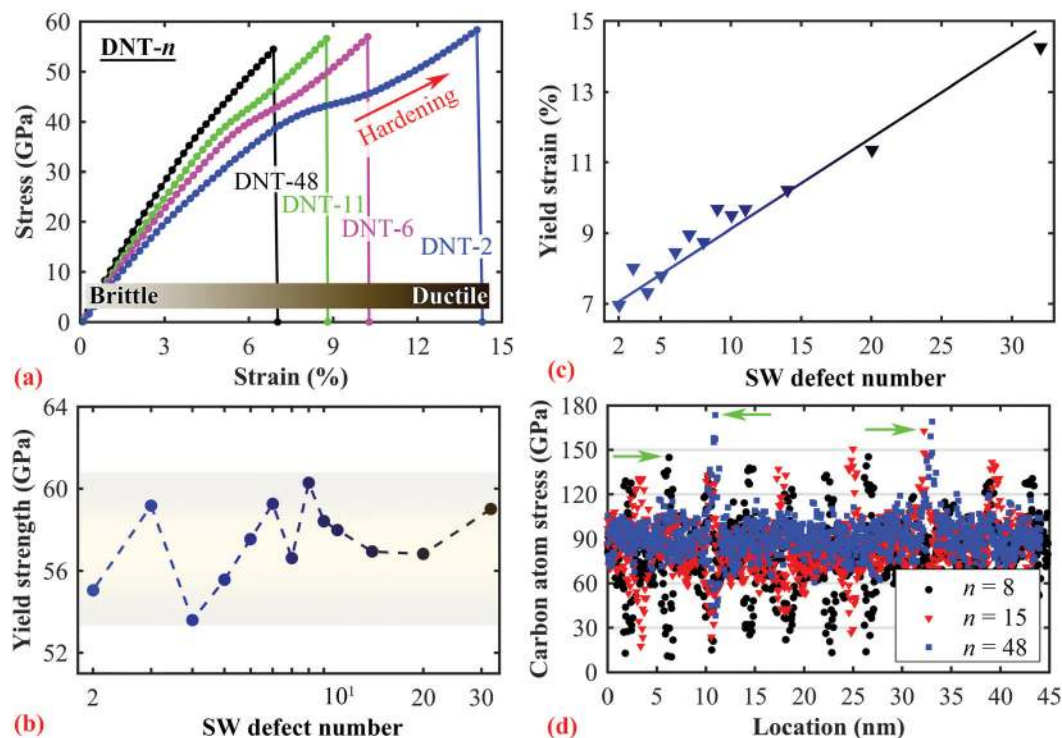 60
50
40
30
20
10
0
Stress (GPa)
DNT-n
Hardening
DNT-48
DNT-11
DNT-6
DNT-2
Brittle
Ductile
0 3 6 9 12 15
Strain (%)
(a)
15
13
11
9
7
Yield strain (%)
2 5 10 15 20 25 30
SW defect number
(c)
64
60
56
52
Yield strength (GPa)
2 10¹ 20 30
SW defect number
(b)
180
150
120
90
60
30
0
Carbon atom stress (GPa)
n = 8
n = 15
n = 48
0 5 10 15 20 25 30 35 40 45
Location (nm)
(d)